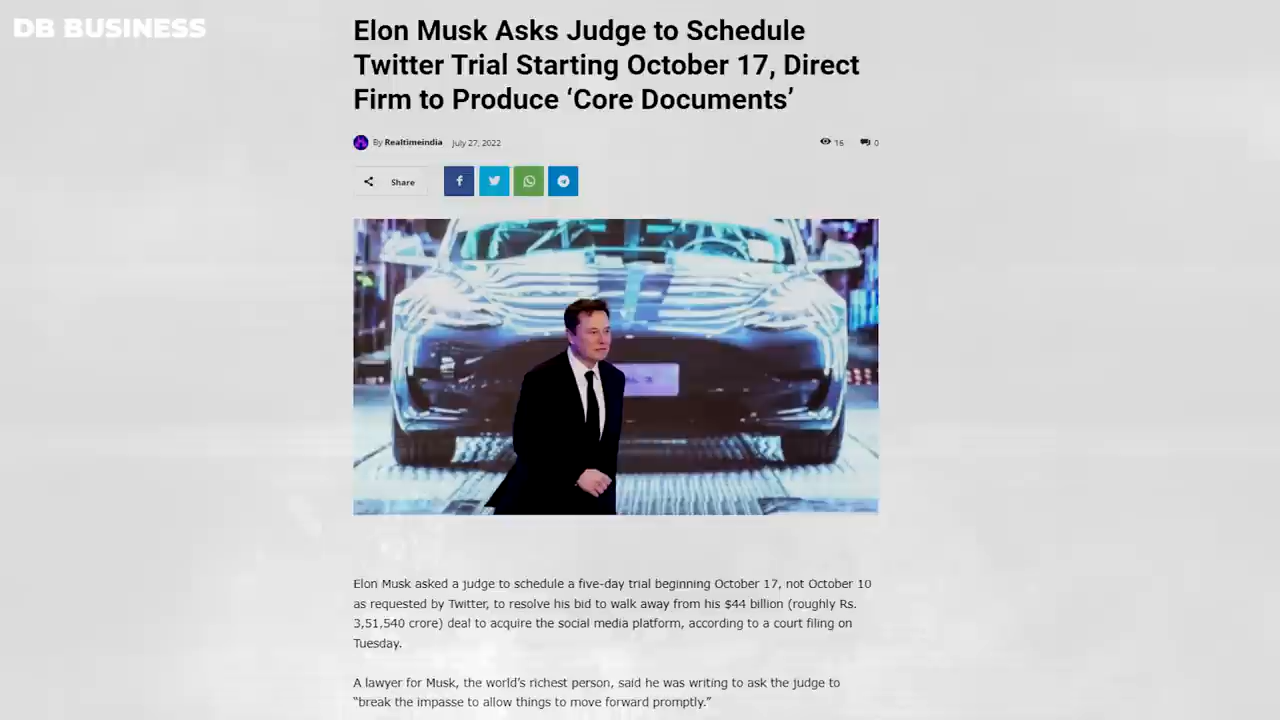 DB BUSINESS
Elon Musk Asks Judge to Schedule
Twitter Trial Starting October 17, Direct
Firm to Produce ‘Core Documents’
By Realtimeindia July 27, 2022 16 0
Share
Elon Musk asked a judge to schedule a five-day trial beginning October 17, not October 10
as requested by Twitter, to resolve his bid to walk away from his $44 billion (roughly Rs.
3,51,540 crore) deal to acquire the social media platform, according to a court filing on
Tuesday.
A lawyer for Musk, the world’s richest person, said he was writing to ask the judge to
“break the impasse to allow things to move forward promptly.”